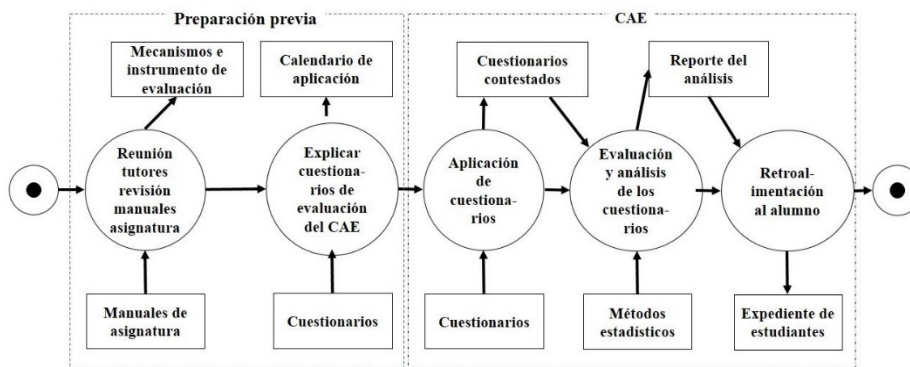 Preparación previa
CAE
Mecanismos e
instrumento de
evaluación
Calendario de
aplicación
Cuestionarios
contestados
Reporte del
análisis
Reunión
tutores
revisión
manuales
asignatura
Explicar
cuestiona-
rios de
evaluación
del CAE
Aplicación
de
cuestiona-
rios
Evaluación
y análisis
de los
cuestiona-
rios
Retroal-
imentación
al alumno
Manuales de
asignatura
Cuestionarios
Cuestionarios
Métodos
estadísticos
Expediente de
estudiantes